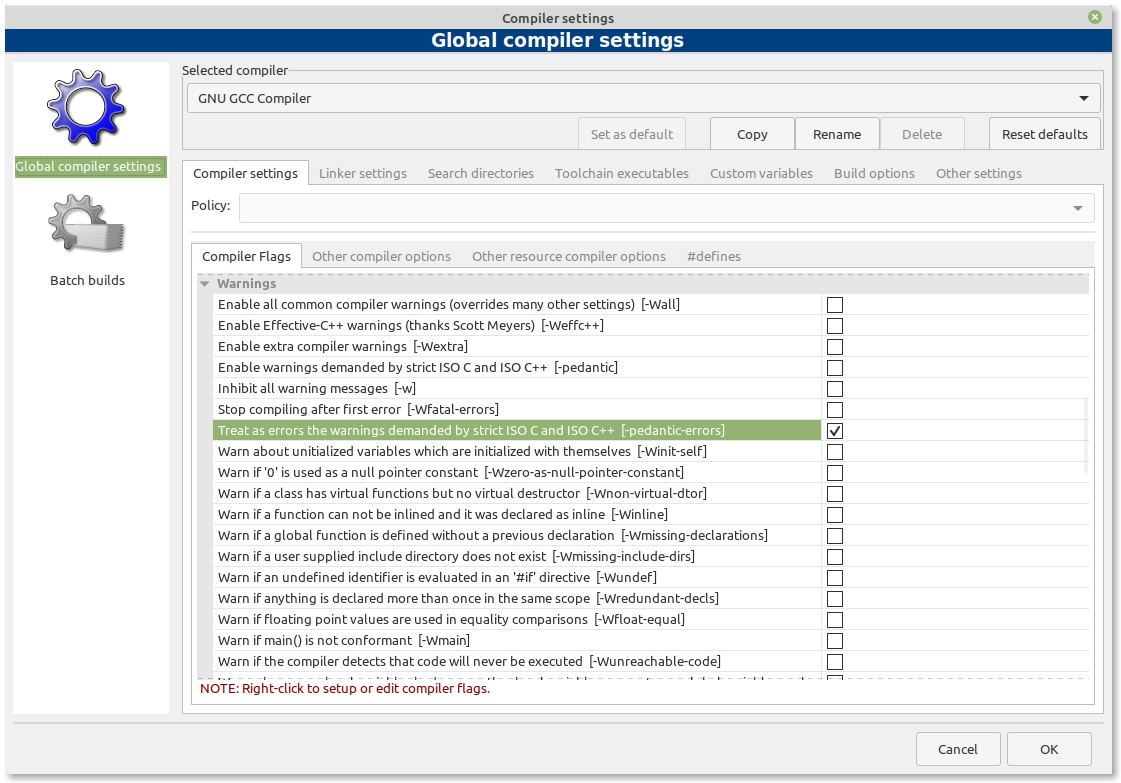 Compiler settings
Global compiler settings
Global compiler settings
Batch builds
Selected compiler
GNU GCC Compiler
Set as default
Copy
Rename
Delete
Reset defaults
Compiler settings
Linker settings
Search directories
Toolchain executables
Custom variables
Build options
Other settings
Policy:
Compiler Flags
Other compiler options
Other resource compiler options
#defines
Warnings
Enable all common compiler warnings (overrides many other settings) [-Wall]
Enable Effective-C++ warnings (thanks Scott Meyers) [-Weffc++]
Enable extra compiler warnings [-Wextra]
Enable warnings demanded by strict ISO C and ISO C++ [-pedantic]
Inhibit all warning messages [-w]
Stop compiling after first error [-Wfatal-errors]
Treat as errors the warnings demanded by strict ISO C and ISO C++ [-pedantic-errors]
Warn about unitialized variables which are initialized with themselves [-Winit-self]
Warn if '0' is used as a null pointer constant [-Wzero-as-null-pointer-constant]
Warn if a class has virtual functions but no virtual destructor [-Wnon-virtual-dtor]
Warn if a function can not be inlined and it was declared as inline [-Winline]
Warn if a global function is defined without a previous declaration [-Wmissing-declarations]
Warn if a user supplied include directory does not exist [-Wmissing-include-dirs]
Warn if an undefined identifier is evaluated in an '#if' directive [-Wundef]
Warn if anything is declared more than once in the same scope [-Wredundant-decls]
Warn if floating point values are used in equality comparisons [-Wfloat-equal]
Warn if main() is not conformant [-Wmain]
Warn if the compiler detects that code will never be executed [-Wunreachable-code]
NOTE: Right-click to setup or edit compiler flags.
Cancel
OK